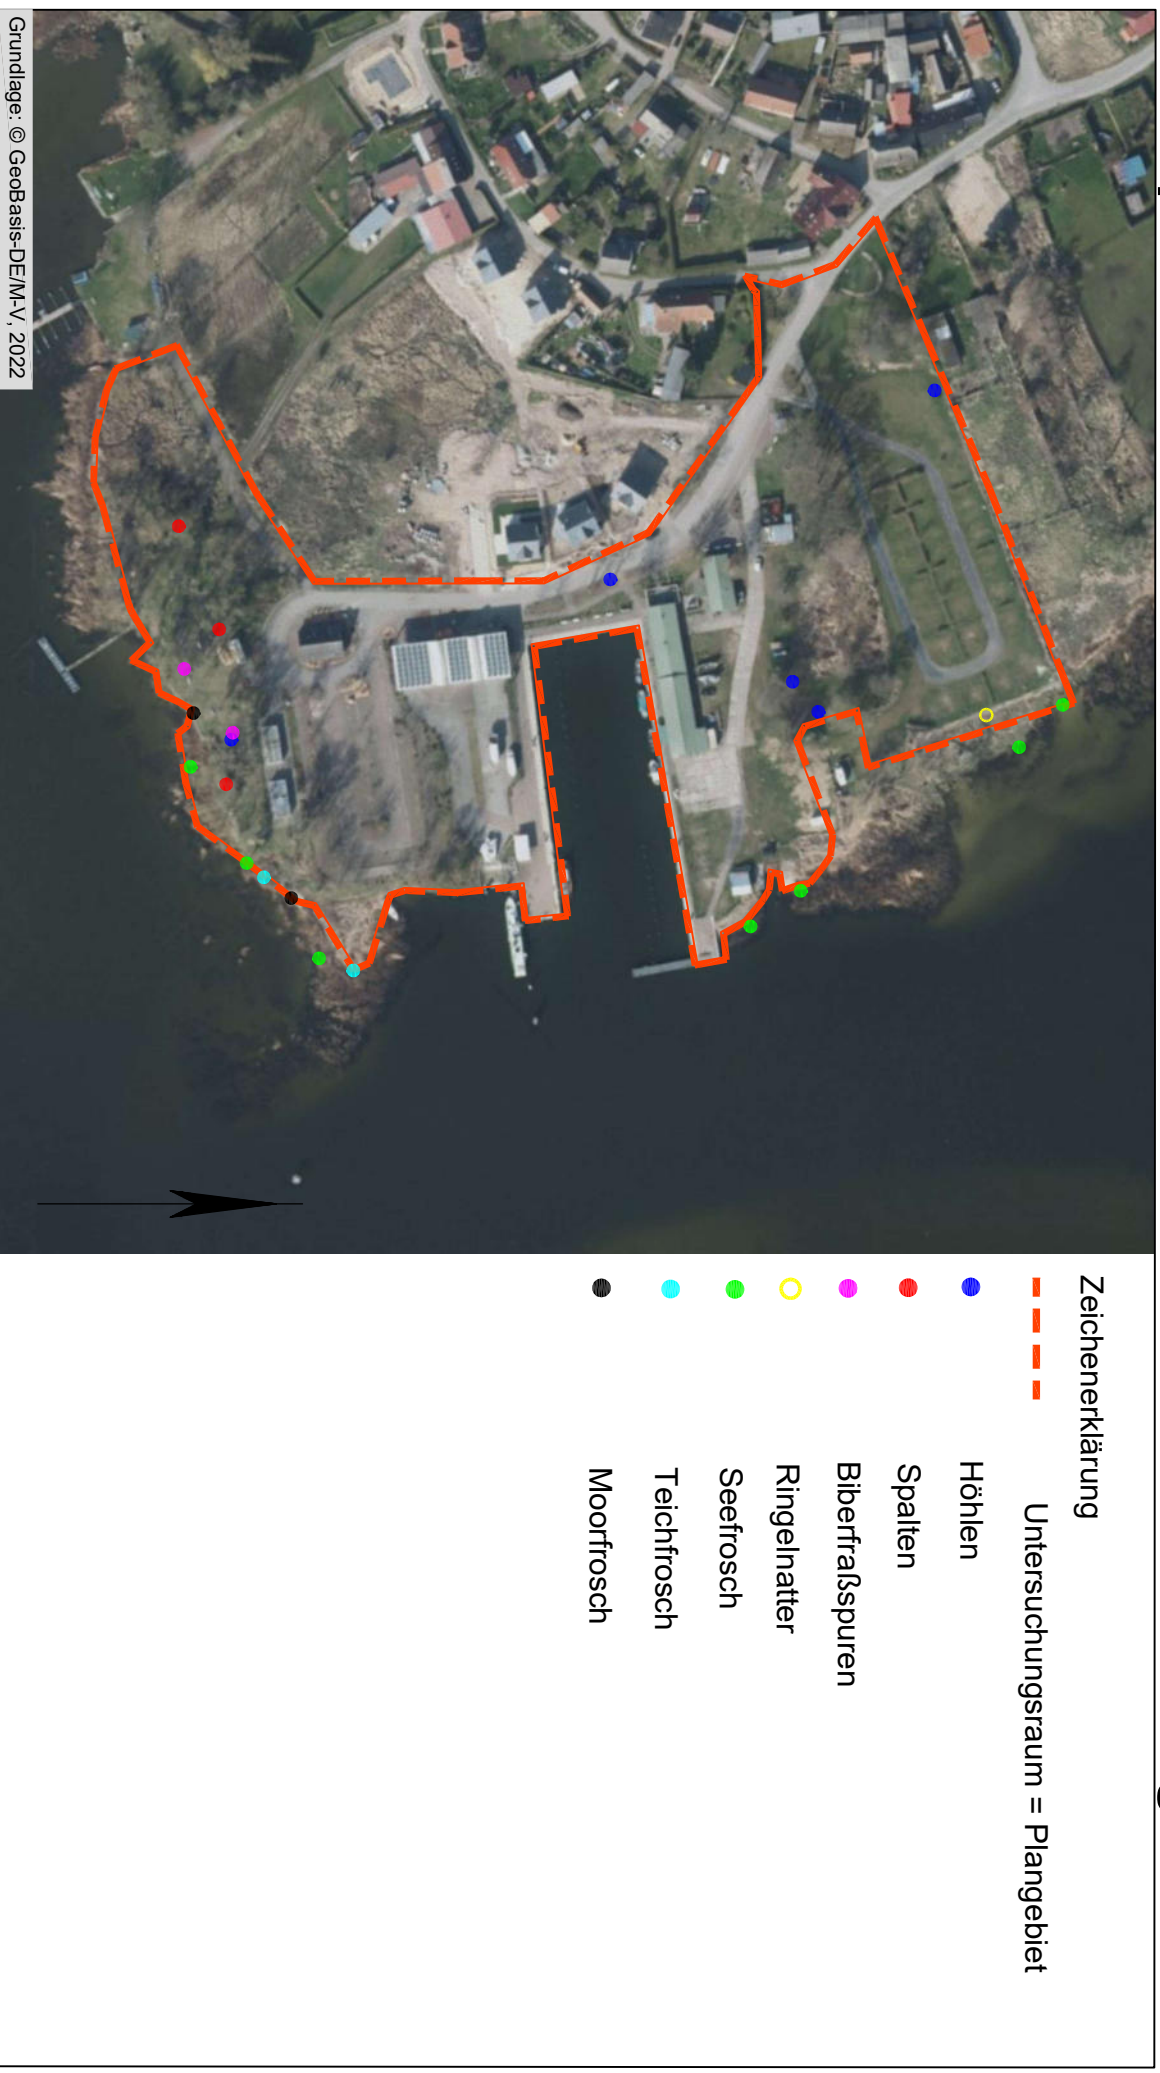 Zeichenerklärung
Untersuchungsraum = Plangebiet
Höhlen
Spalten
Biberfraßspuren
Ringelnatter
Seefrosch
Teichfrosch
Moorfrosch
Grundlage: © GeoBasis-DE/M-V, 2022